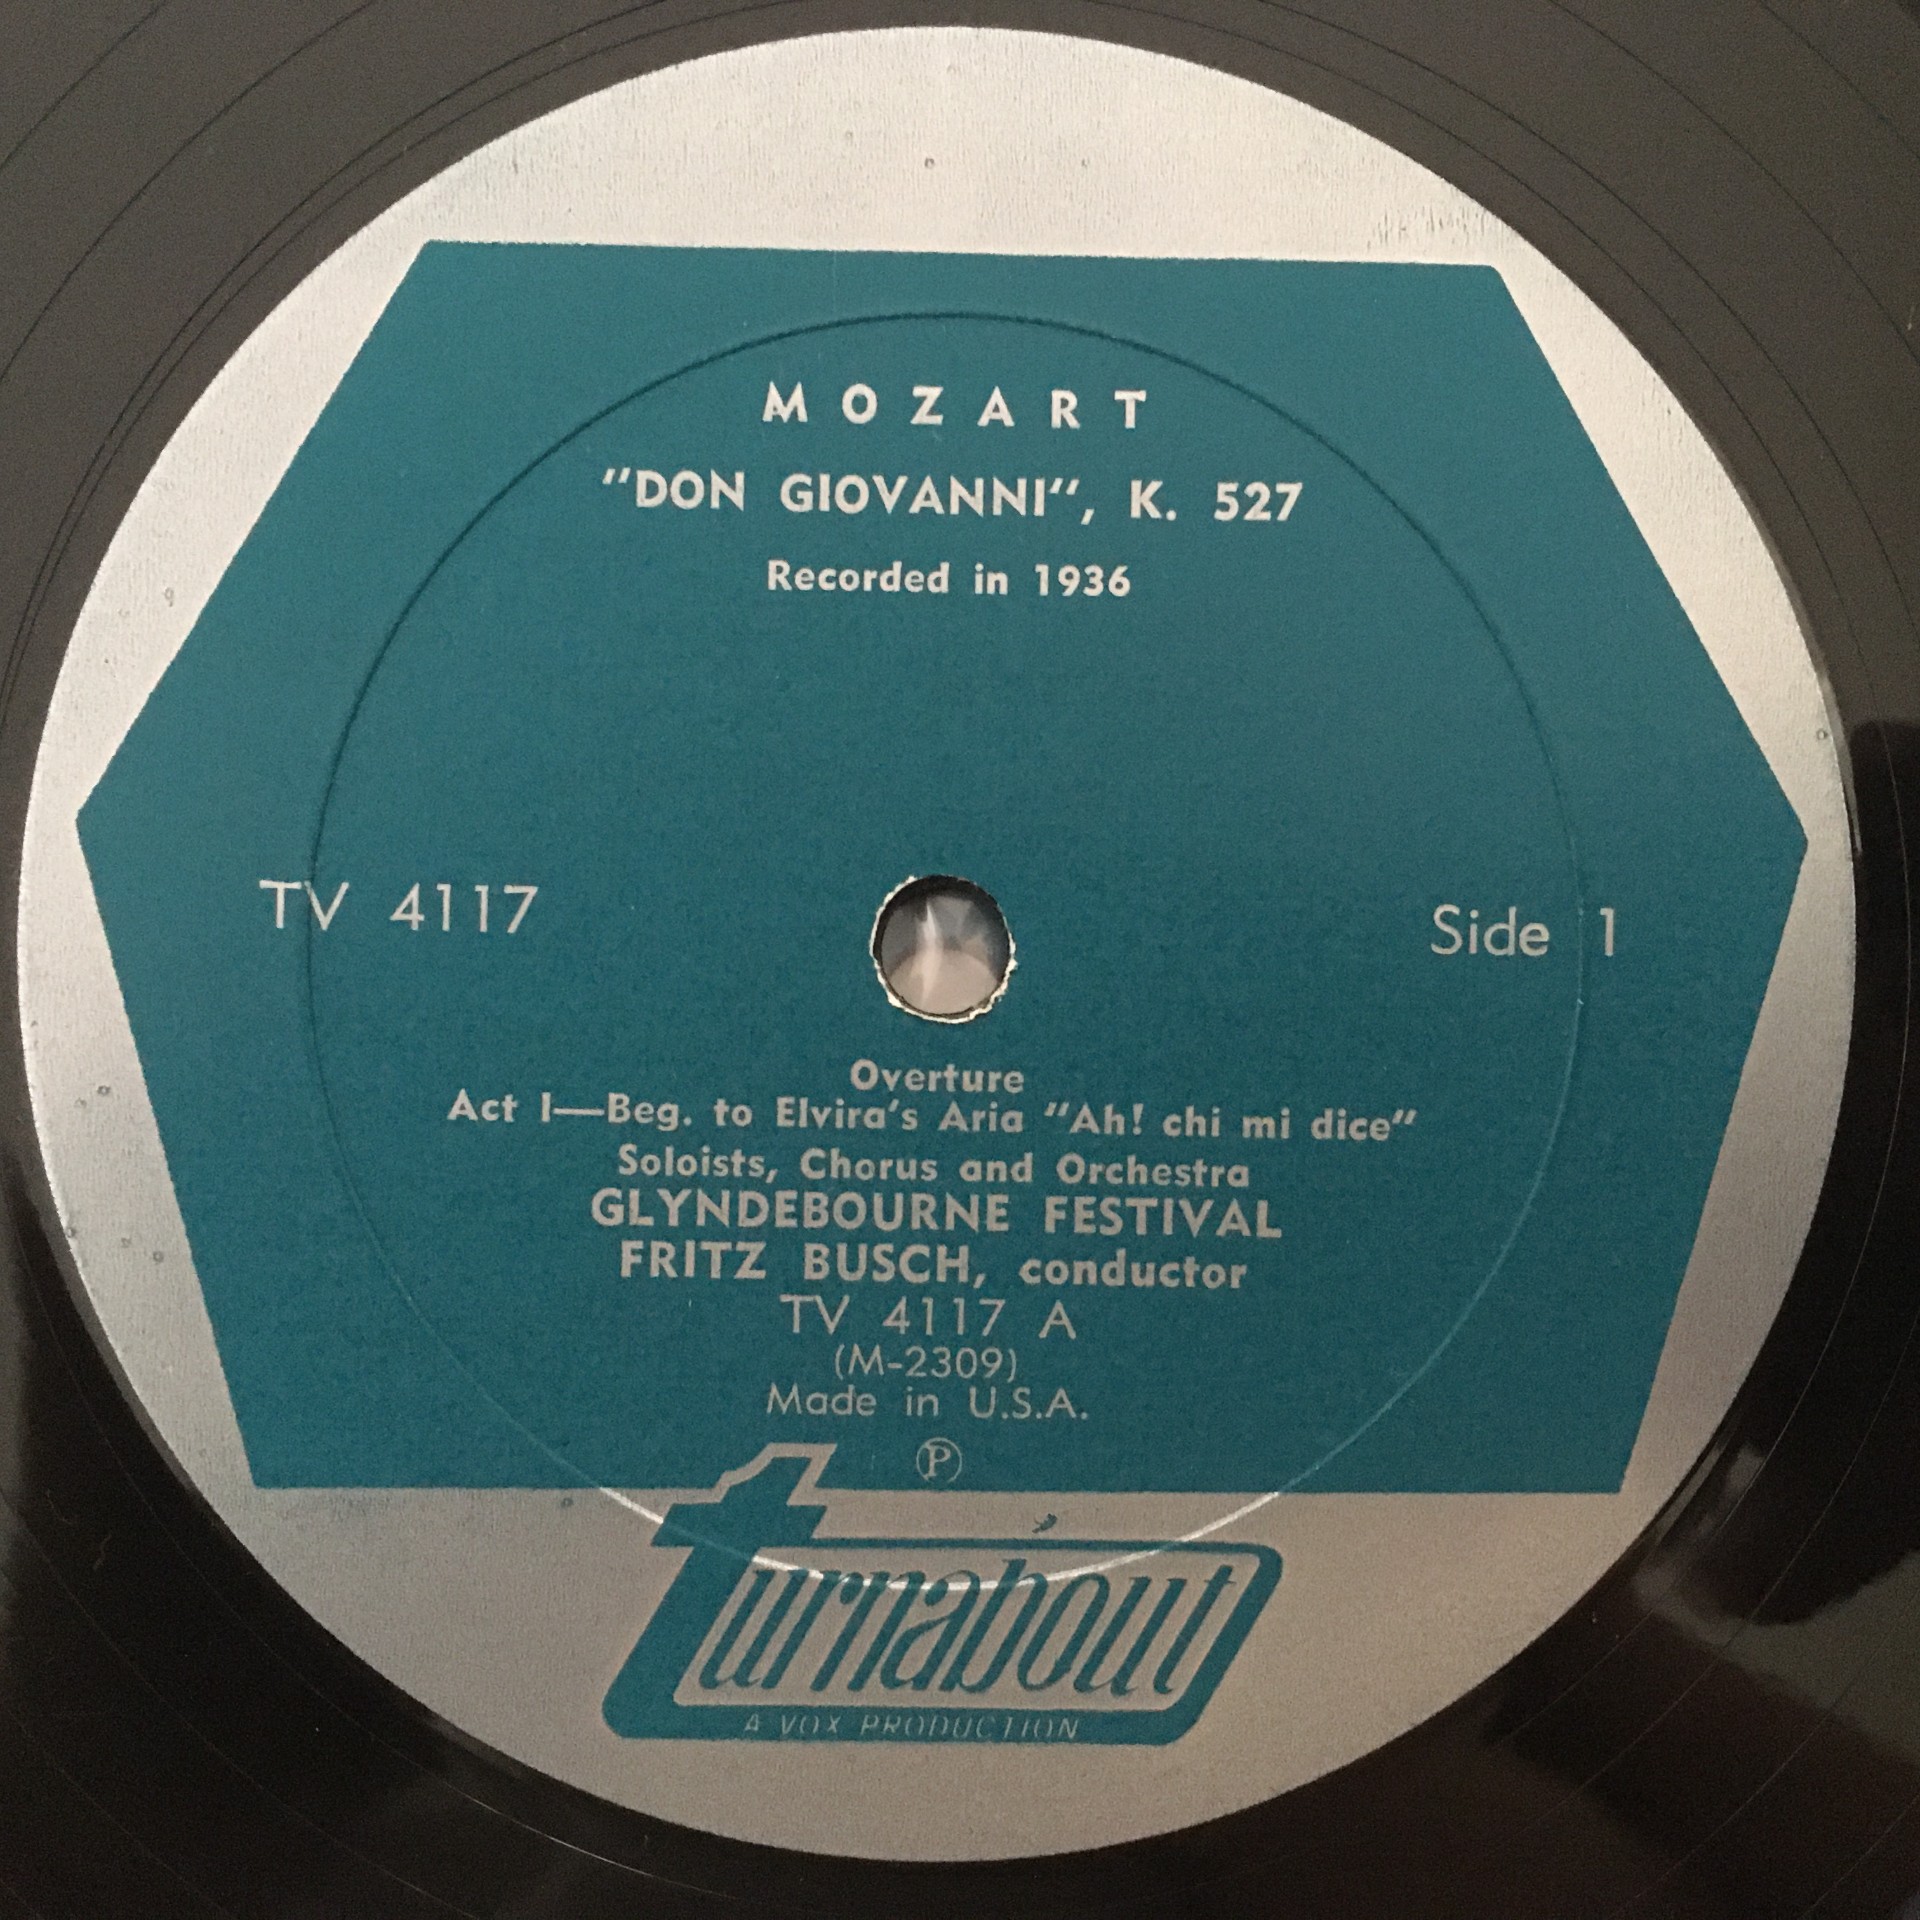 MOZART
"DON GIOVANNI", K. 527
Recorded in 1936
TV 4117
Side 1
Overture
Act I—Beg. to Elvira's Aria "Ah! chi mi dice"
Soloists, Chorus and Orchestra
GLYNDEBOURNE FESTIVAL
FRITZ BUSCH, conductor
TV 4117 A
(M-2309)
Made in U.S.A.
℗
turnabout
A VOX PRODUCTION